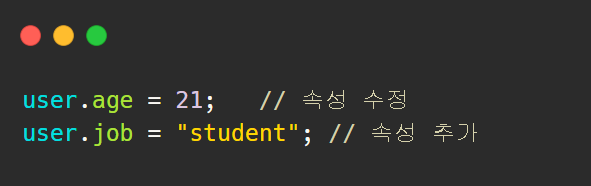 user.age = 21;   // 속성 수정
user.job = "student"; // 속성 추가